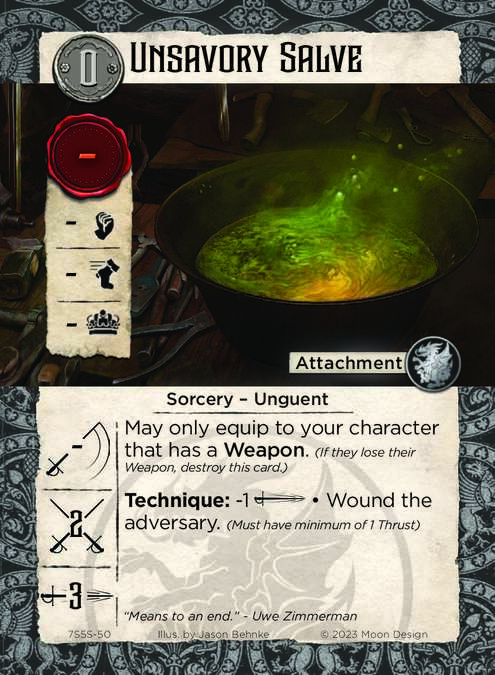 0 Unsavory Salve
-
-
-
-
Attachment
Sorcery – Unguent
-
May only equip to your character
that has a Weapon. (If they lose their
Weapon, destroy this card.)
2
Technique: -1 • Wound the
adversary. (Must have minimum of 1 Thrust)
3
"Means to an end." - Uwe Zimmerman
7S5S-50 Illus. by Jason Behnke © 2023 Moon Design